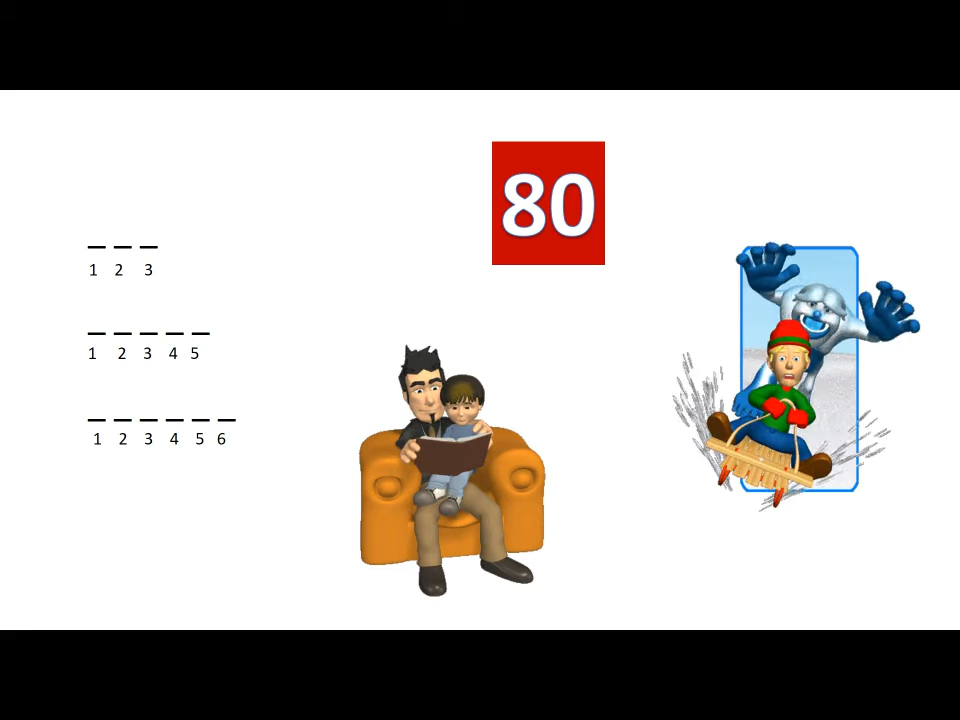 80
_ _ _
1 2 3
_ _ _ _ _
1 2 3 4 5
_ _ _ _ _ _
1 2 3 4 5 6